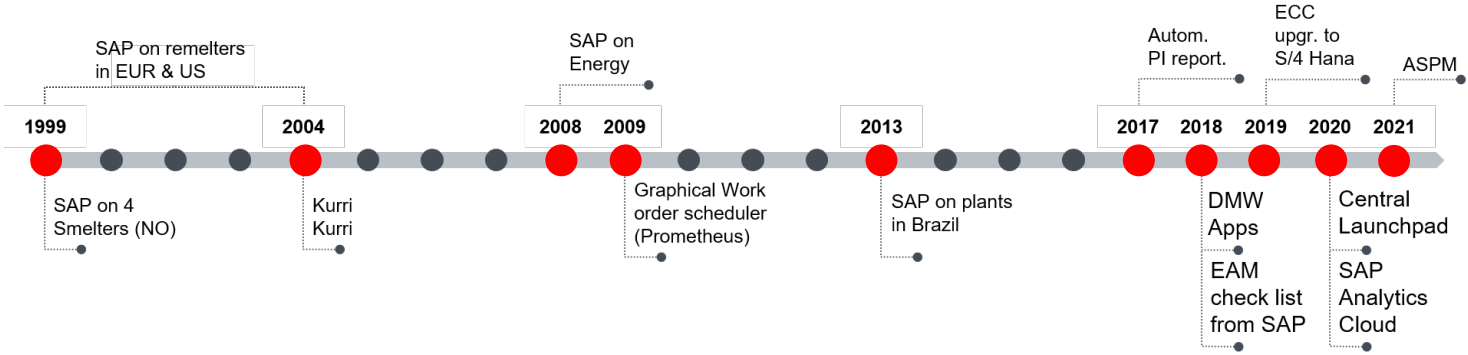 SAP on remelters
in EUR & US
SAP on
Energy
Autom.
PI report.
ECC
upgr. to
S/4 Hana
ASPM
1999
2004
2008
2009
2013
2017
2018
2019
2020
2021
SAP on 4
Smelters (NO)
Kurri
Kurri
Graphical Work
order scheduler
(Prometheus)
SAP on plants
in Brazil
DMW
Apps
EAM
check list
from SAP
Central
Launchpad
SAP
Analytics
Cloud